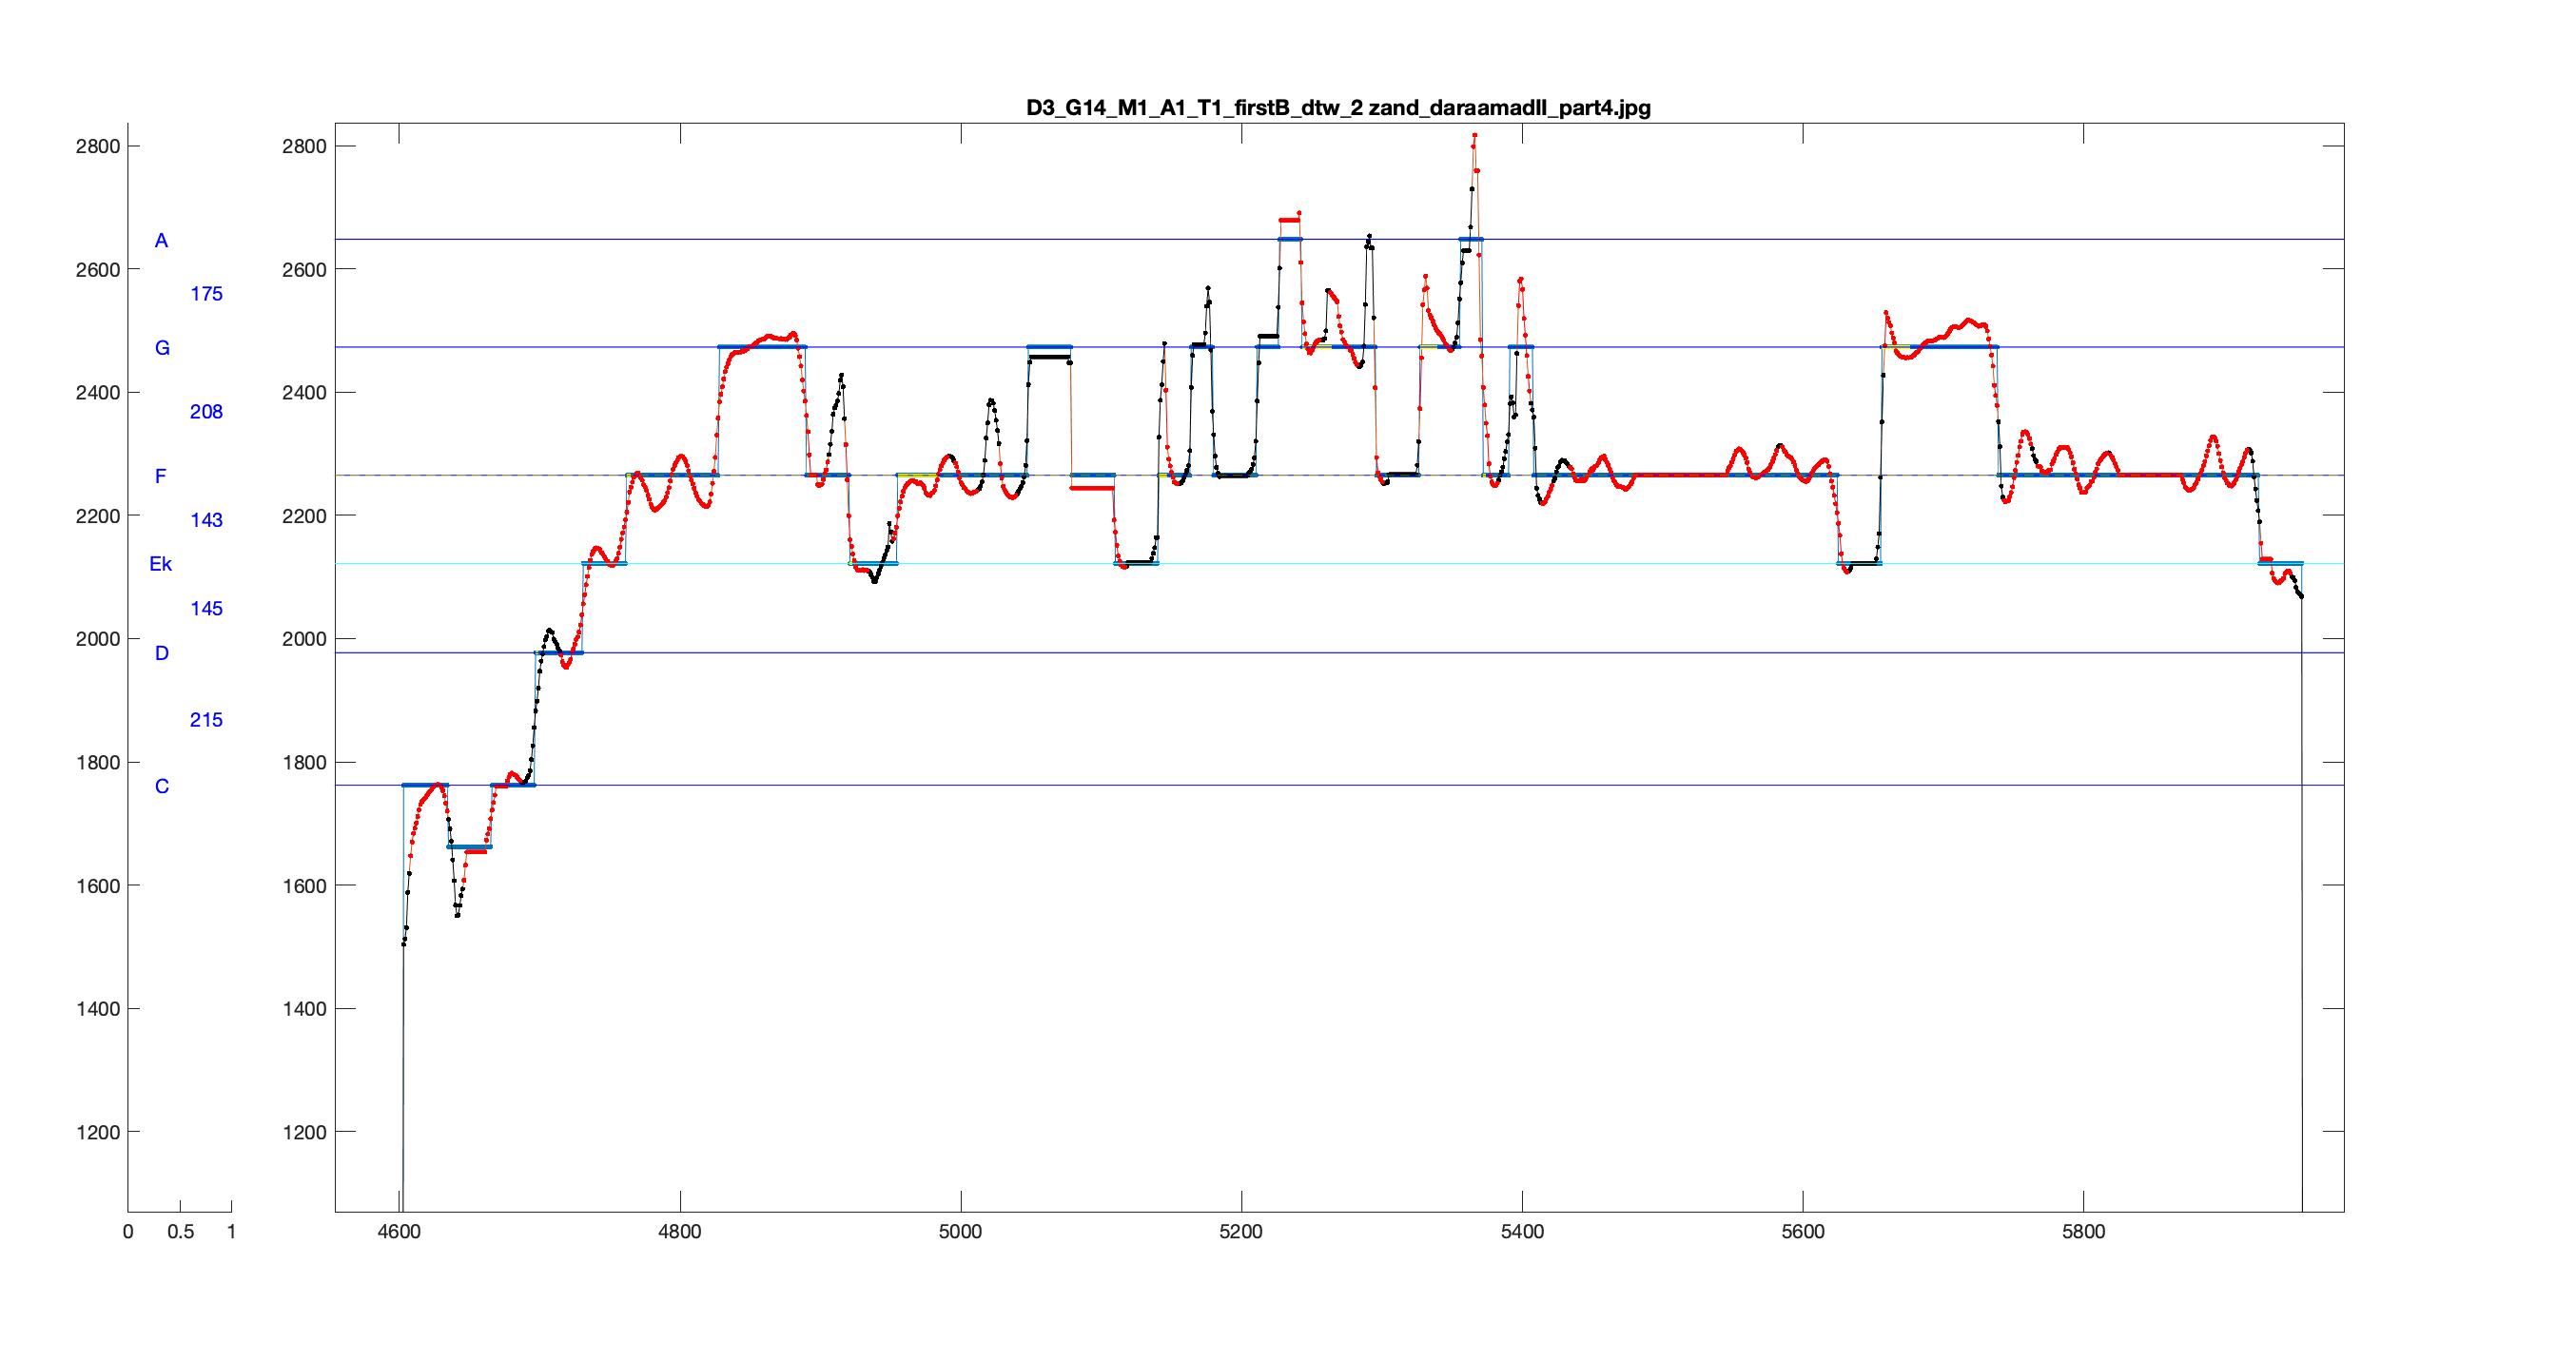 D3_G14_M1_A1_T1_firstB_dtw_2 zand_daraamadII_part4.jpg
2800 2800
A
2600 2600
175
G
2400 2400
208
F
2200 143 2200
Ek
2000 145 2000
D
215
1800 1800
C
1600 1600
1400 1400
1200 1200
0 0.5 1 4600 4800 5000 5200 5400 5600 5800